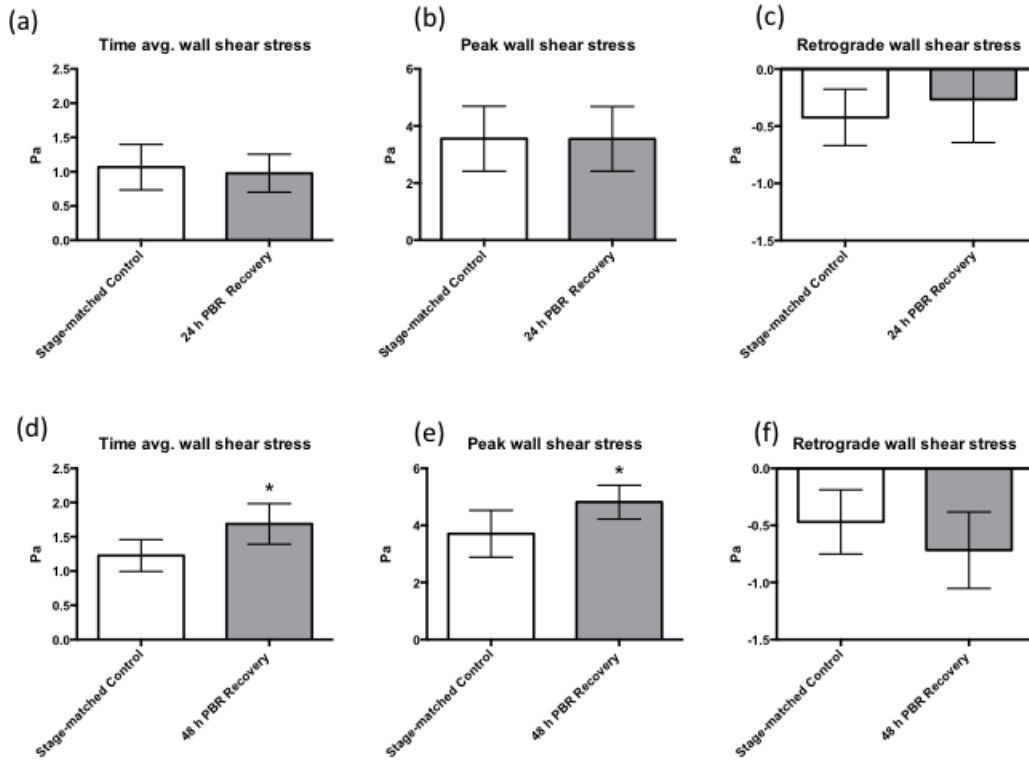 (a)
Time avg. wall shear stress
2.5
2.0
1.5
1.0
0.5
0.0
Pa
Stage-matched Control
24 h PBR Recovery
(b)
Peak wall shear stress
6
4
2
0
Pa
Stage-matched Control
24 h PBR Recovery
(c)
Retrograde wall shear stress
0.0
-0.5
-1.0
-1.5
Pa
Stage-matched Control
24 h PBR Recovery
(d)
Time avg. wall shear stress
2.5
2.0
1.5
1.0
0.5
0.0
Pa
*
Stage-matched Control
48 h PBR Recovery
(e)
Peak wall shear stress
6
4
2
0
Pa
*
Stage-matched Control
48 h PBR Recovery
(f)
Retrograde wall shear stress
0.0
-0.5
-1.0
-1.5
Pa
Stage-matched Control
48 h PBR Recovery